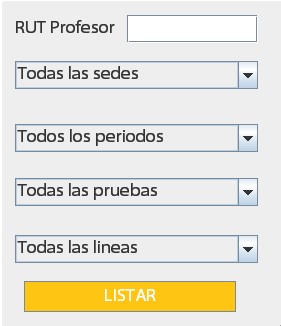 RUT Profesor
Todas las sedes
Todos los periodos
Todas las pruebas
Todas las lineas
LISTAR